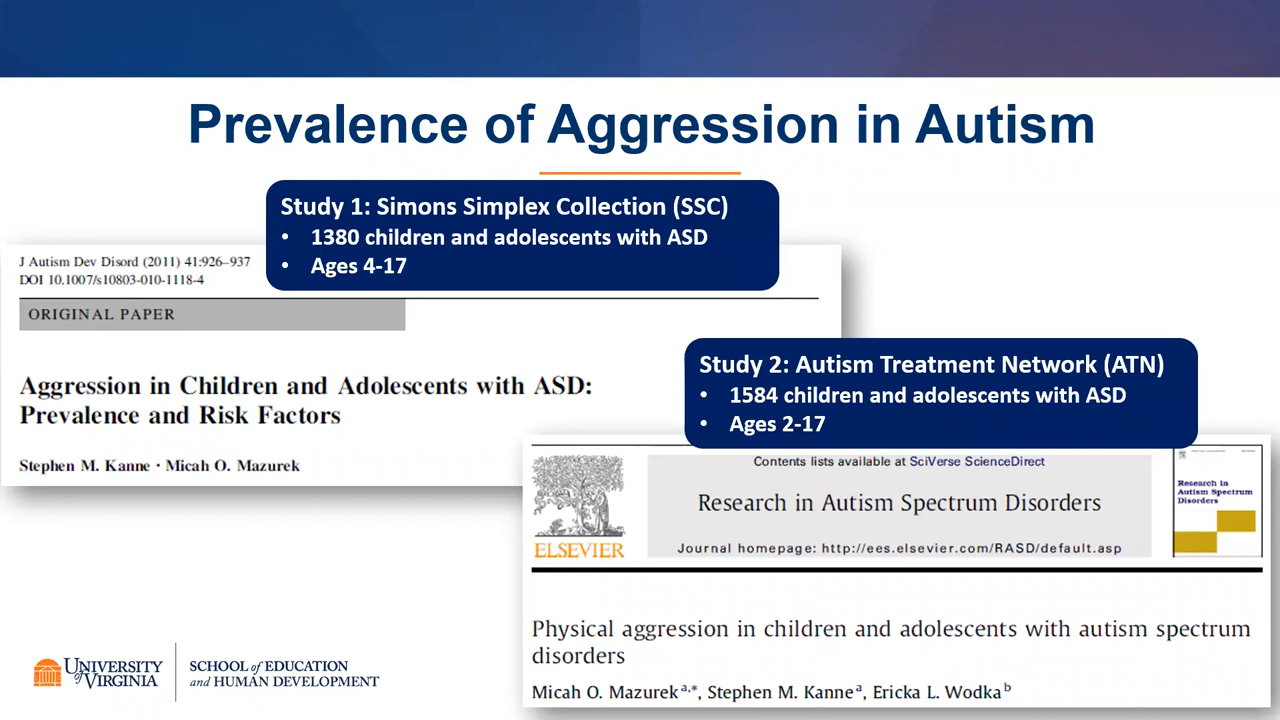 Prevalence of Aggression in Autism
Study 1: Simons Simplex Collection (SSC)
• 1380 children and adolescents with ASD
• Ages 4-17
J Autism Dev Disord (2011) 41:926–937
DOI 10.1007/s10803-010-1118-4
ORIGINAL PAPER
Aggression in Children and Adolescents with ASD:
Prevalence and Risk Factors
Stephen M. Kanne · Micah O. Mazurek
Study 2: Autism Treatment Network (ATN)
• 1584 children and adolescents with ASD
• Ages 2-17
Contents lists available at SciVerse ScienceDirect
Research in Autism Spectrum Disorders
Journal homepage: http://ees.elsevier.com/RASD/default.asp
ELSEVIER
Research in
Autism Spectrum
Disorders
Physical aggression in children and adolescents with autism spectrum
disorders
Micah O. Mazurek a,*, Stephen M. Kanne a, Ericka L. Wodka b
UNIVERSITY
of VIRGINIA
SCHOOL of EDUCATION
and HUMAN DEVELOPMENT